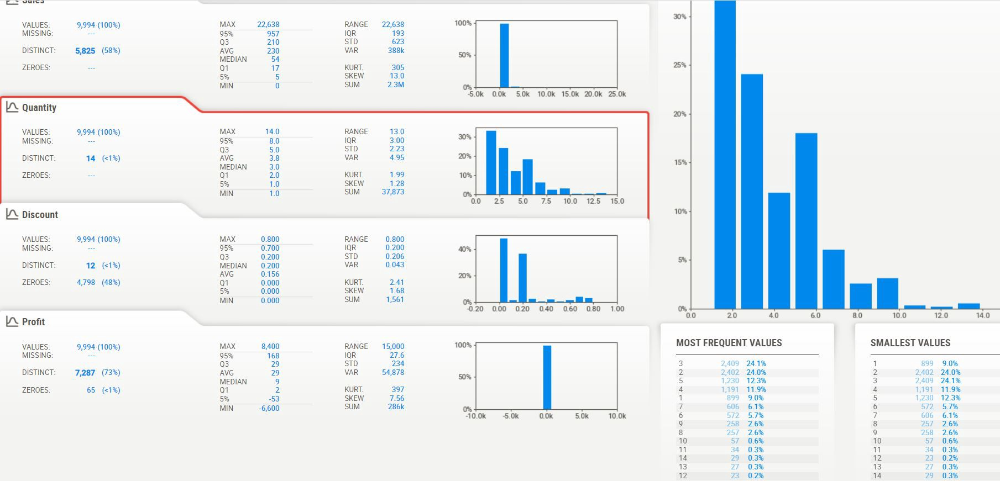 Sales
VALUES: 9,994 (100%)
MISSING: ---
DISTINCT: 5,825 (58%)
ZEROES: ---
MAX 22,638
95% 957
Q3 210
AVG 230
MEDIAN 54
Q1 17
5% 5
MIN 0
RANGE 22,638
IQR 193
STD 623
VAR 388k
KURT. 305
SKEW 13.0
SUM 2.3M
100%
50%
0%
-5.0k 0.0k 5.0k 10.0k 15.0k 20.0k 25.0k
Quantity
VALUES: 9,994 (100%)
MISSING: ---
DISTINCT: 14 (<1%)
ZEROES: ---
MAX 14.0
95% 8.0
Q3 5.0
AVG 3.8
MEDIAN 3.0
Q1 2.0
5% 1.0
MIN 1.0
RANGE 13.0
IQR 3.00
STD 2.23
VAR 4.95
KURT. 1.99
SKEW 1.28
SUM 37,873
30%
20%
10%
0%
0.0 2.5 5.0 7.5 10.0 12.5 15.0
Discount
VALUES: 9,994 (100%)
MISSING: ---
DISTINCT: 12 (<1%)
ZEROES: 4,798 (48%)
MAX 0.800
95% 0.700
Q3 0.200
MEDIAN 0.200
AVG 0.156
Q1 0.000
5% 0.000
MIN 0.000
RANGE 0.800
IQR 0.200
STD 0.206
VAR 0.043
KURT. 2.41
SKEW 1.68
SUM 1,561
40%
20%
0%
-0.20 0.00 0.20 0.40 0.60 0.80 1.00
Profit
VALUES: 9,994 (100%)
MISSING: ---
DISTINCT: 7,287 (73%)
ZEROES: 65 (<1%)
MAX 8,400
95% 168
Q3 29
AVG 29
MEDIAN 9
Q1 2
5% -53
MIN -6,600
RANGE 15,000
IQR 27.6
STD 234
VAR 54,878
KURT. 397
SKEW 7.56
SUM 286k
100%
50%
0%
-10.0k -5.0k 0.0k 5.0k 10.0k
30%
25%
20%
15%
10%
5%
0%
0.0 2.0 4.0 6.0 8.0 10.0 12.0 14.0
MOST FREQUENT VALUES
3 2,409 24.1%
2 2,402 24.0%
5 1,230 12.3%
4 1,191 11.9%
1 899 9.0%
7 606 6.1%
6 572 5.7%
9 258 2.6%
8 257 2.6%
10 57 0.6%
11 34 0.3%
14 29 0.3%
13 27 0.3%
12 23 0.2%
SMALLEST VALUES
1 899 9.0%
2 2,402 24.0%
3 2,409 24.1%
4 1,191 11.9%
5 1,230 12.3%
6 572 5.7%
7 606 6.1%
8 257 2.6%
9 258 2.6%
10 57 0.6%
11 34 0.3%
12 23 0.2%
13 27 0.3%
14 29 0.3%